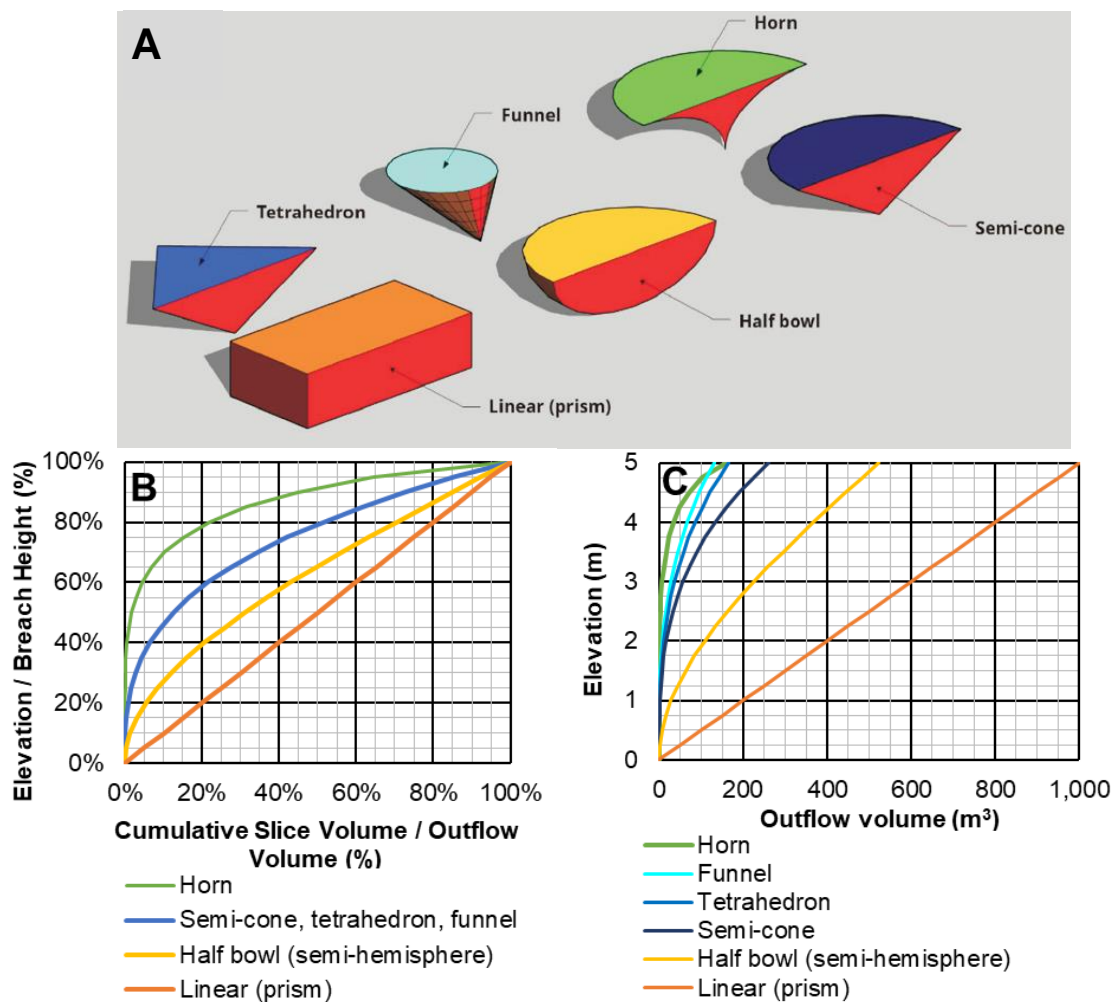 A
Horn
Funnel
Semi-cone
Tetrahedron
Half bowl
Linear (prism)
B
Elevation / Breach Height (%)
100%
80%
60%
40%
20%
0%
0% 20% 40% 60% 80% 100%
Cumulative Slice Volume / Outflow
Volume (%)
Horn
Semi-cone, tetrahedron, funnel
Half bowl (semi-hemisphere)
Linear (prism)
C
Elevation (m)
5
4
3
2
1
0
0 200 400 600 800 1,000
Outflow volume (m³)
Horn
Funnel
Tetrahedron
Semi-cone
Half bowl (semi-hemisphere)
Linear (prism)